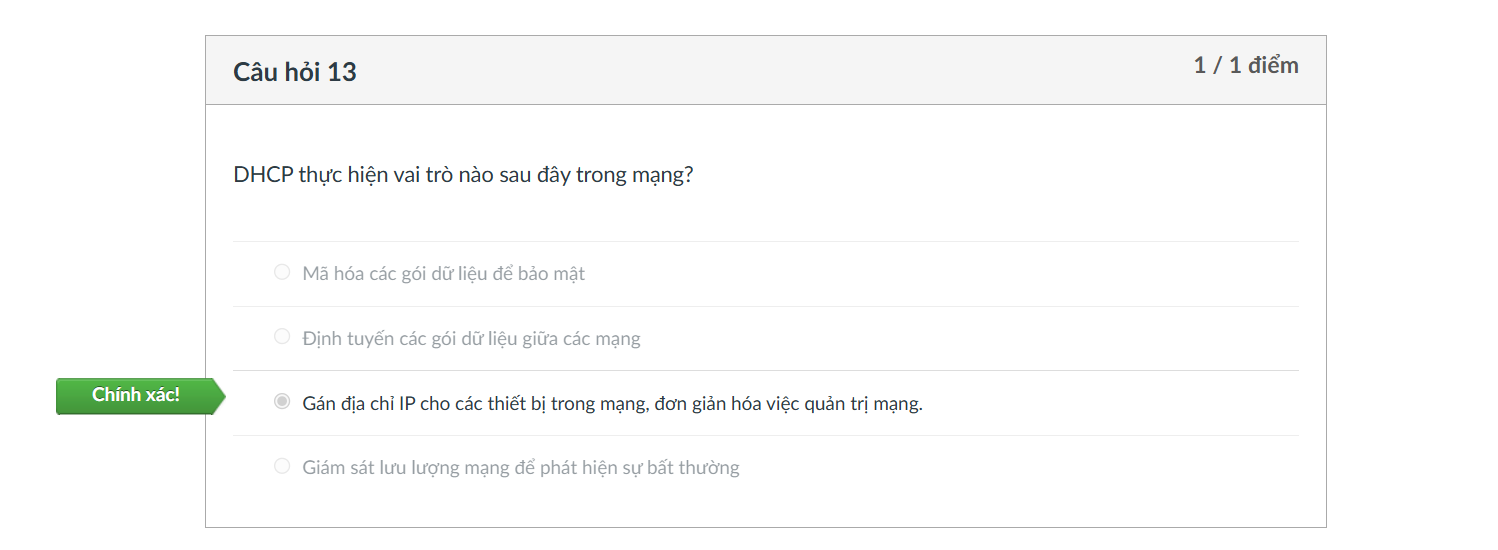 Câu hỏi 13
1 / 1 điểm
DHCP thực hiện vai trò nào sau đây trong mạng?
Mã hóa các gói dữ liệu để bảo mật
Định tuyến các gói dữ liệu giữa các mạng
Chính xác!
Gán địa chỉ IP cho các thiết bị trong mạng, đơn giản hóa việc quản trị mạng.
Giám sát lưu lượng mạng để phát hiện sự bất thường